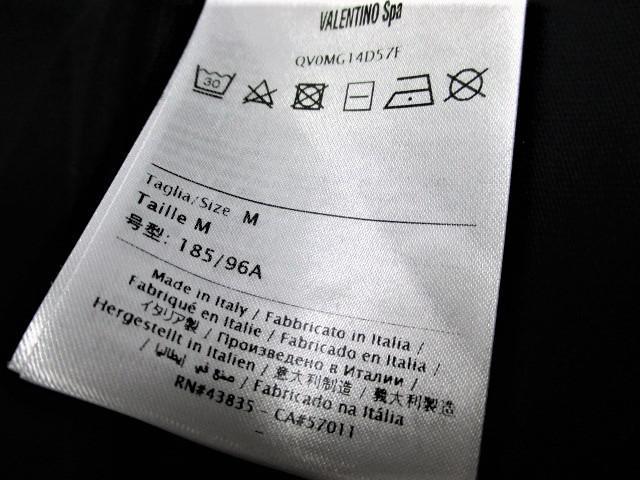 VALENTINO Spa
QV0MG14D57F
30
Taglia/Size M
Taille M
号型: 185/96A
Made in Italy / Fabbricato in Italia /
Fabriqué en Italie / Fabricado en Italia /
イタリア製 / Произведено в Италии /
Hergestellt in Italien / 意大利制造 / 義大利製造
/ صنع في إيطاليا / Fabricado na Itália
RN#43835 - CA#57011